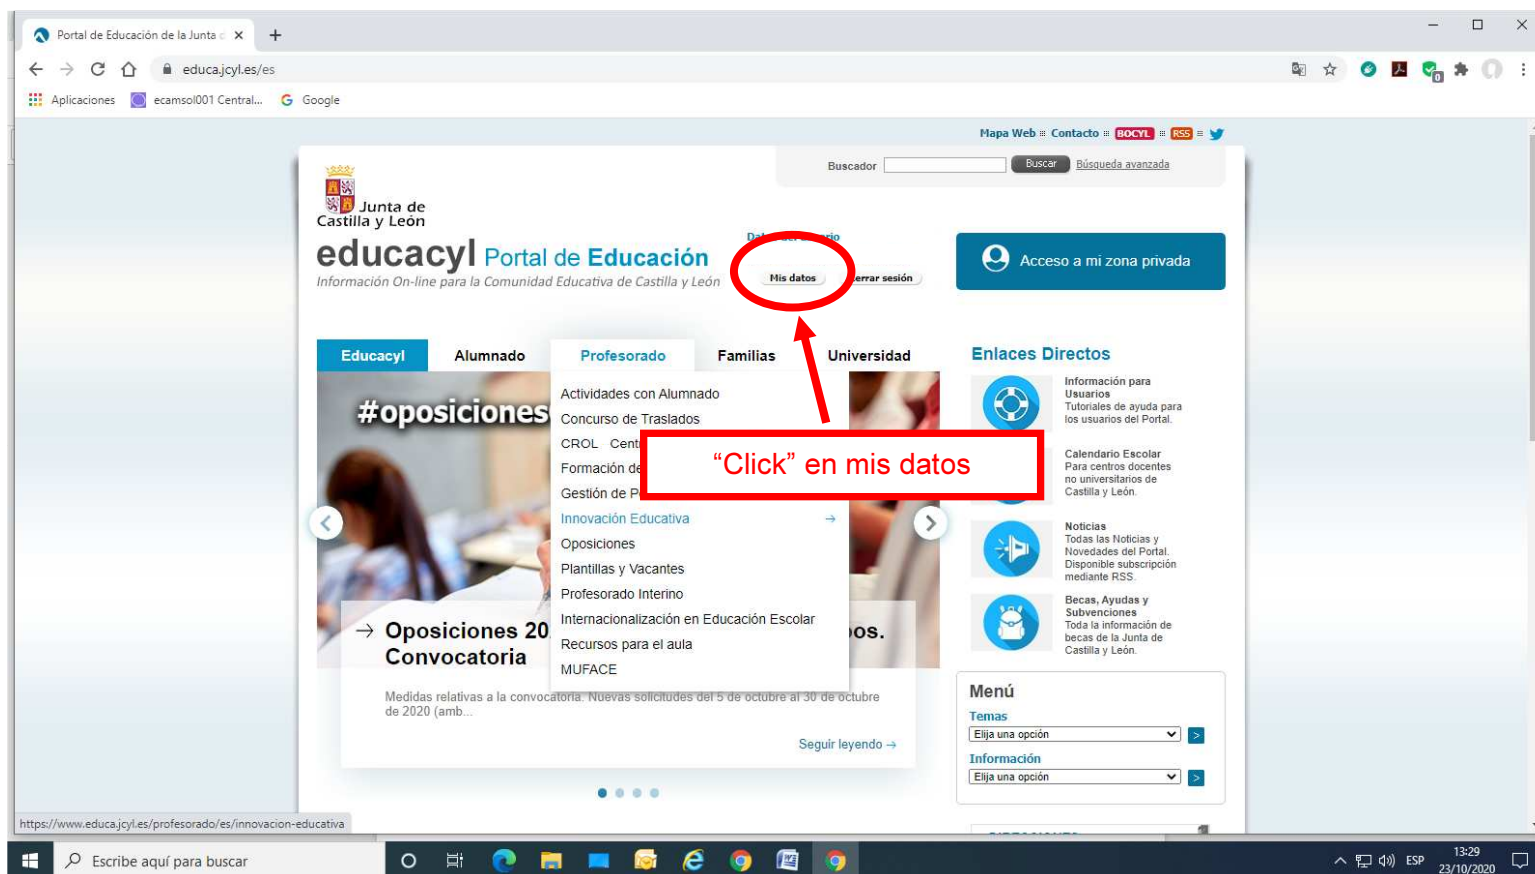 Portal de Educación de la Junta
educa.jcyl.es/es
Aplicaciones
ecamsol001 Central...
Google
Mapa Web
Contacto
BOCYL
RSS
Buscador
Buscar
Búsqueda avanzada
Junta de
Castilla y León
educacyl Portal de Educación
Información On-line para la Comunidad Educativa de Castilla y León
Mis datos
Cerrar sesión
Acceso a mi zona privada
Educacyl
Alumnado
Profesorado
Familias
Universidad
#oposiciones
Actividades con Alumnado
Concurso de Traslados
CROL
Formación de
Gestión de
Innovación Educativa →
Oposiciones
Plantillas y Vacantes
Profesorado Interino
Internacionalización en Educación Escolar
Recursos para el aula
MUFACE
“Click” en mis datos
→ Oposiciones
Convocatoria
Medidas relativas a la convocatoria. Nuevas solicitudes del 5 de octubre al 30 de octubre
de 2020 (amb...
Seguir leyendo →
Enlaces Directos
Información para
Usuarios
Tutoriales de ayuda para
los usuarios del Portal.
Calendario Escolar
Para centros docentes
no universitarios de
Castilla y León.
Noticias
Todas las Noticias y
Novedades del Portal.
Disponible subscripción
mediante RSS.
Becas, Ayudas y
Subvenciones
Toda la información de
becas de la Junta de
Castilla y León.
Menú
Temas
Elija una opción
>
Información
Elija una opción
>
https://www.educa.jcyl.es/profesorado/es/innovacion-educativa
Escribe aquí para buscar
ESP
13:29
23/10/2020